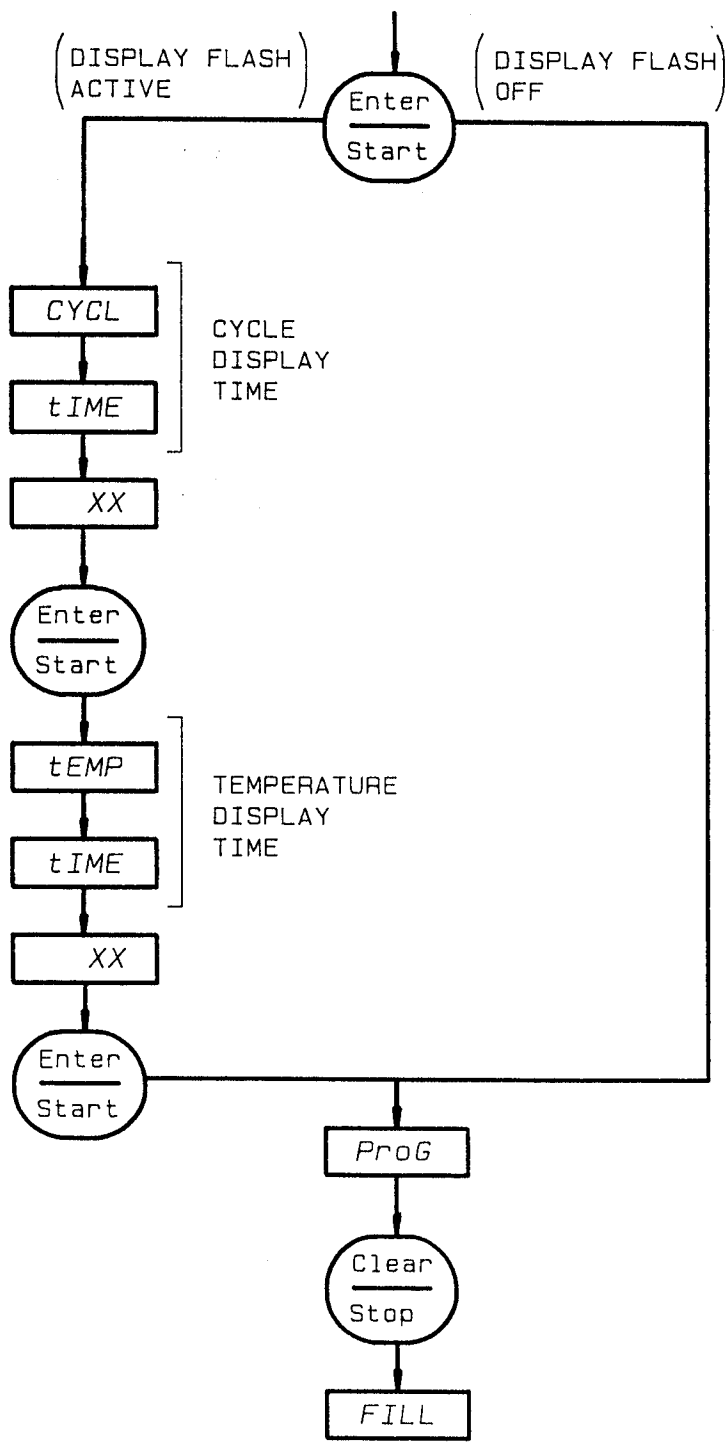 DISPLAY FLASH
ACTIVE
DISPLAY FLASH
OFF
Enter
Start
CYCL
tIME
CYCLE
DISPLAY
TIME
XX
Enter
Start
tEMP
tIME
TEMPERATURE
DISPLAY
TIME
XX
Enter
Start
ProG
Clear
Stop
FILL